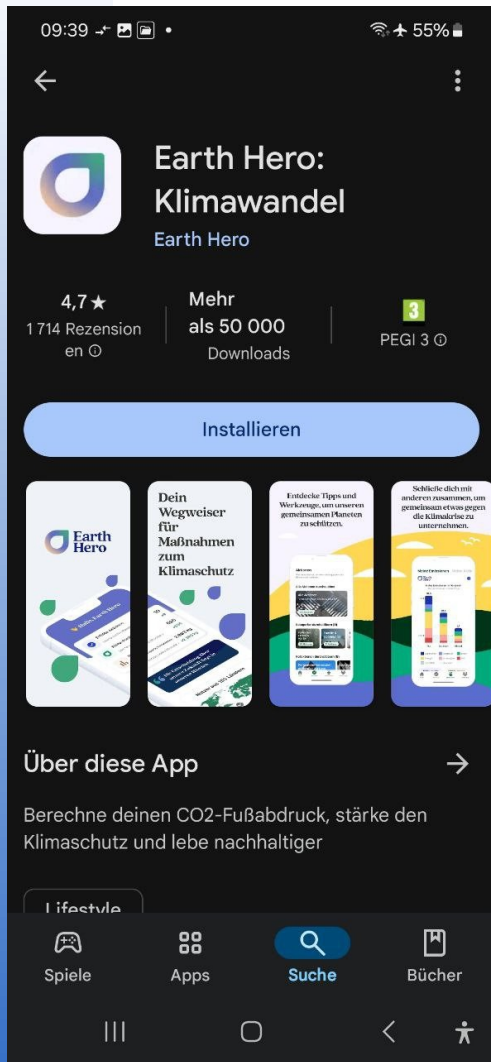 09:39
55%
Earth Hero:
Klimawandel
Earth Hero
4,7★
1 714 Rezension
en
Mehr
als 50 000
Downloads
3
PEGI 3
Installieren
Earth
Hero
Dein
Wegweiser
für
Maßnahmen
zum
Klimaschutz
Entdecke Tipps und
Werkzeuge, um unseren
gemeinsamen Planeten
zu schützen.
Schließe dich mit
anderen zusammen, um
gemeinsam etwas gegen
die Klimakrise zu
unternehmen.
Über diese App
Berechne deinen CO2-Fußabdruck, stärke den
Klimaschutz und lebe nachhaltiger
Lifestyle
Spiele
Apps
Suche
Bücher